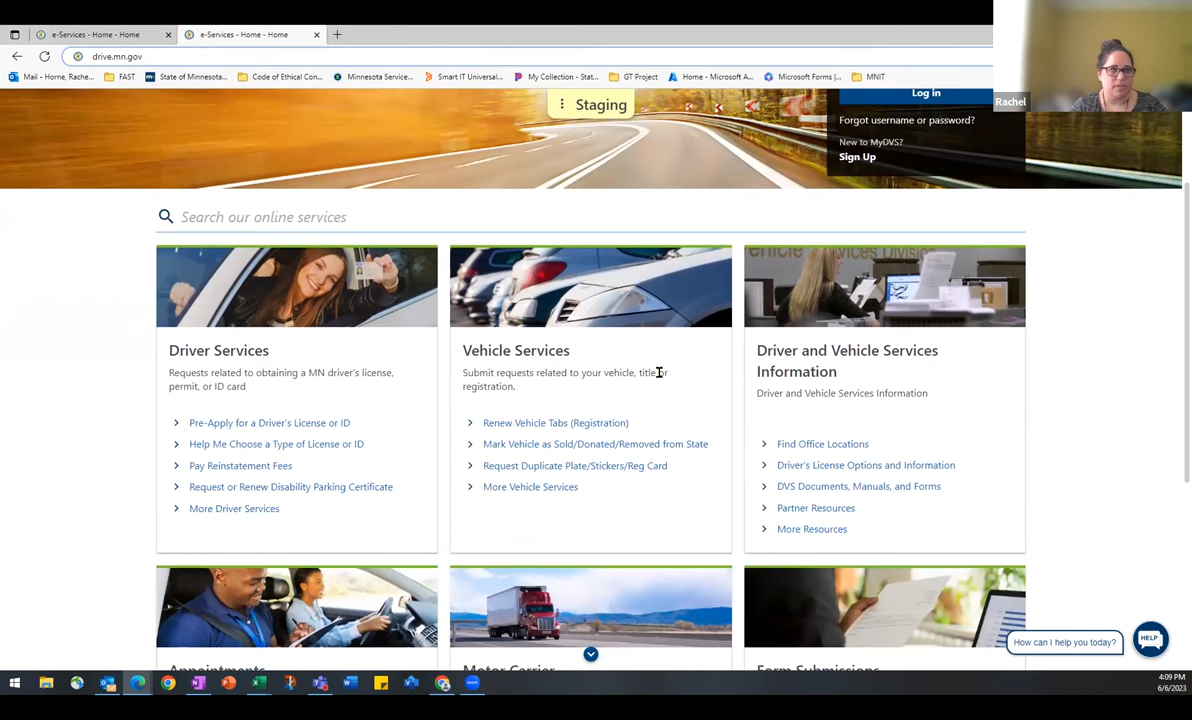 e-Services - Home - Home
e-Services - Home - Home
drive.mn.gov
Mail - Horne, Rache...
FAST
State of Minnesota...
Code of Ethical Con...
Minnesota Service...
Smart IT Universal...
My Collection - Stat...
GT Project
Home - Microsoft A...
Microsoft Forms |...
MNIT
Rachel
Staging
Log in
Forgot username or password?
New to MyDVS?
Sign Up
Search our online services
Driver Services
Requests related to obtaining a MN driver's license,
permit, or ID card
Pre-Apply for a Driver's License or ID
Help Me Choose a Type of License or ID
Pay Reinstatement Fees
Request or Renew Disability Parking Certificate
More Driver Services
Vehicle Services
Submit requests related to your vehicle, title or
registration.
Renew Vehicle Tabs (Registration)
Mark Vehicle as Sold/Donated/Removed from State
Request Duplicate Plate/Stickers/Reg Card
More Vehicle Services
Vehicle Services Division
Driver and Vehicle Services
Information
Driver and Vehicle Services Information
Find Office Locations
Driver's License Options and Information
DVS Documents, Manuals, and Forms
Partner Resources
More Resources
Appointments
Motor Carrier
Form Submissions
How can I help you today?
HELP
4:09 PM
6/6/2023